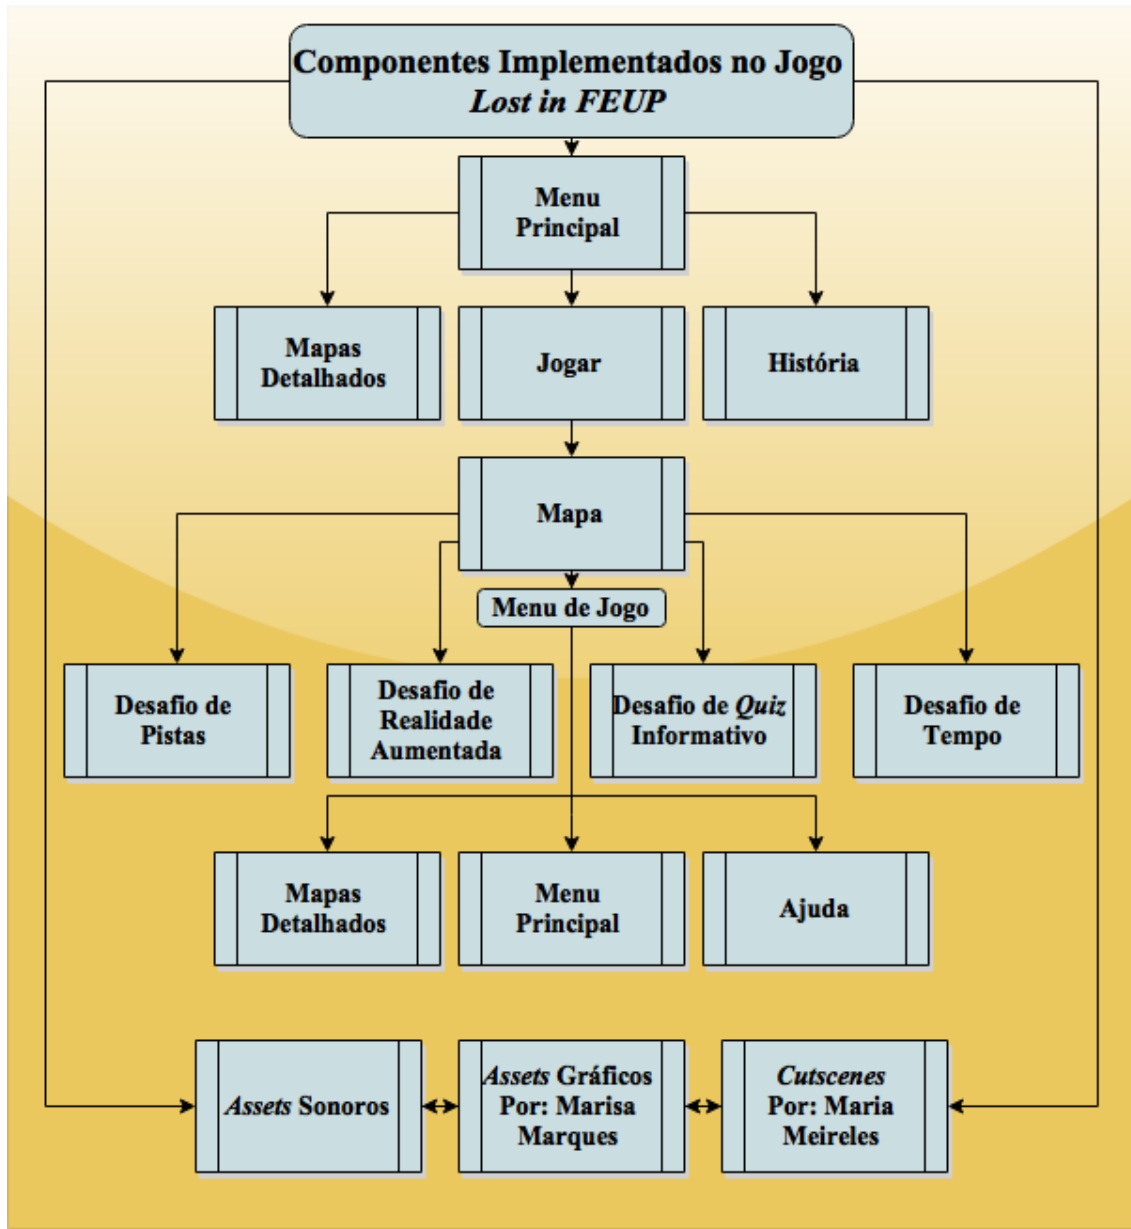 Componentes Implementados no Jogo
Lost in FEUP
Menu
Principal
Mapas
Detalhados
Jogar
História
Mapa
Menu de Jogo
Desafio de
Pistas
Desafio de
Realidade
Aumentada
Desafio de Quiz
Informativo
Desafio de
Tempo
Mapas
Detalhados
Menu
Principal
Ajuda
Assets Sonoros
Assets Gráficos
Por: Marisa
Marques
Cutscenes
Por: Maria
Meireles